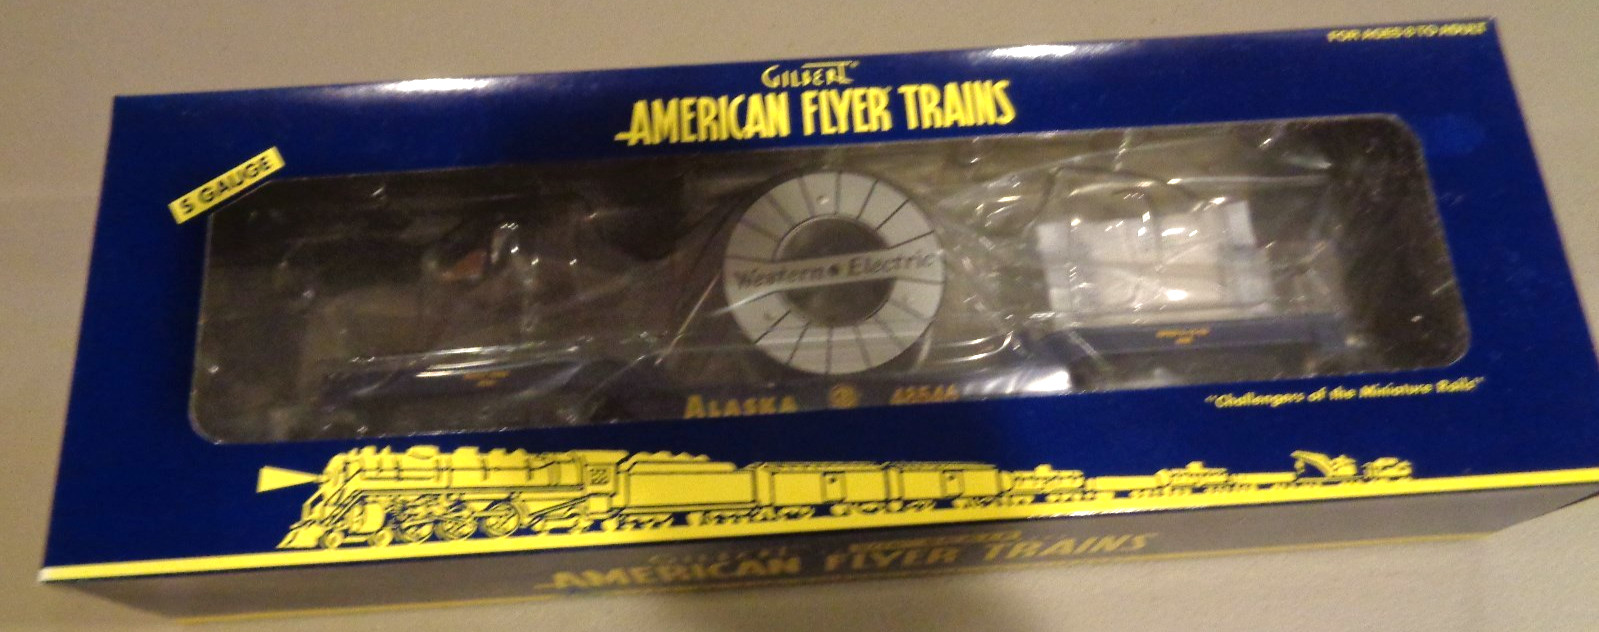 FOR AGES 8 TO ADULT
GILBERT
AMERICAN FLYER TRAINS
S GAUGE
Western Electric
ALASKA
"Challengers of the Miniature Rails"
GILBERT
AMERICAN FLYER TRAINS